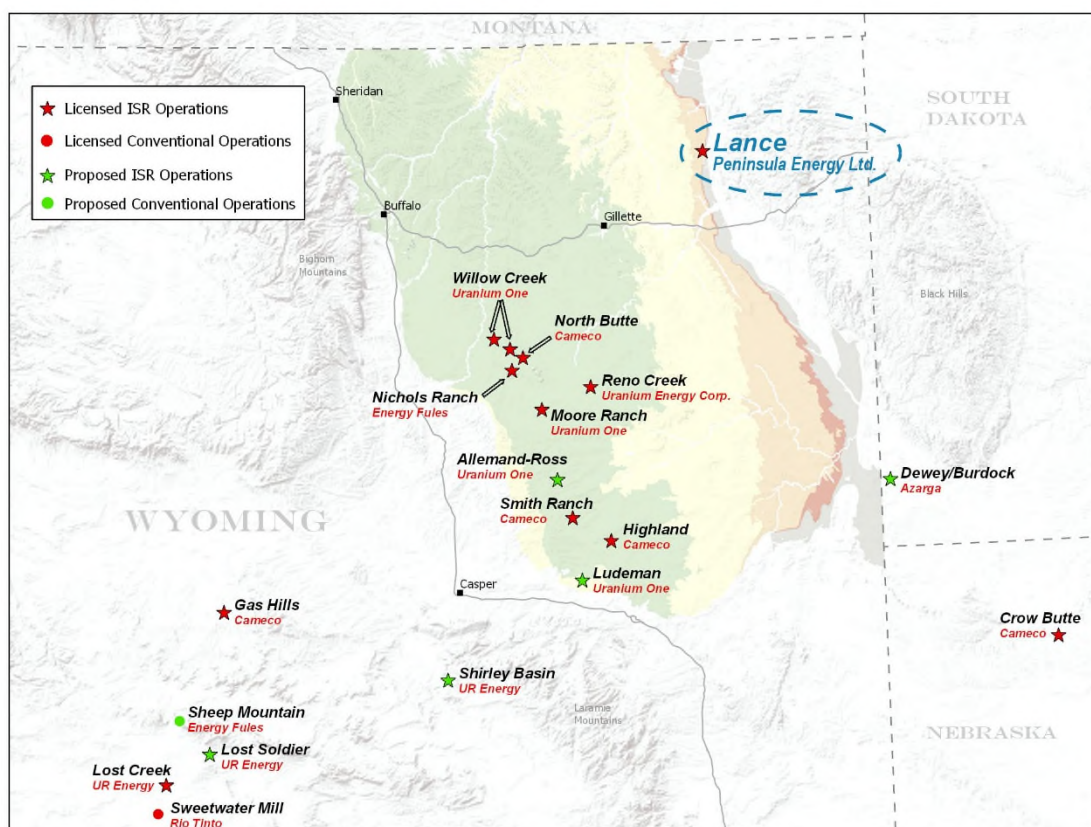 MONTANA
Licensed ISR Operations
Licensed Conventional Operations
Proposed ISR Operations
Proposed Conventional Operations
Sheridan
SOUTH
DAKOTA
Lance
Peninsula Energy Ltd.
Buffalo
Gillette
Bighorn
Mountains
Black Hills
Willow Creek
Uranium One
North Butte
Cameco
Nichols Ranch
Energy Fules
Reno Creek
Uranium Energy Corp.
Moore Ranch
Uranium One
Allemand-Ross
Uranium One
Dewey/Burdock
Azarga
Smith Ranch
Cameco
WYOMING
Highland
Cameco
Ludeman
Uranium One
Casper
Gas Hills
Cameco
Crow Butte
Cameco
Shirley Basin
UR Energy
Laramie
Mountains
Sheep Mountain
Energy Fules
NEBRASKA
Lost Soldier
UR Energy
Lost Creek
UR Energy
Sweetwater Mill
Rio Tinto